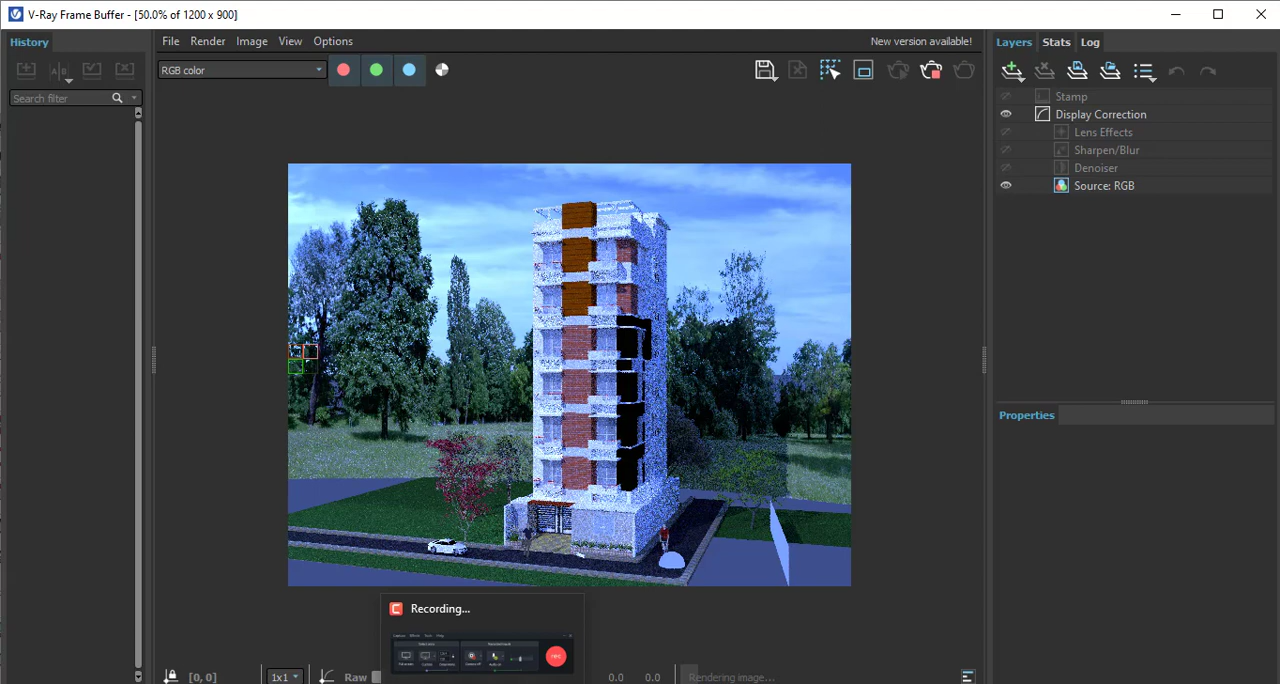 V-Ray Frame Buffer - [50.0% of 1200 x 900]
History
File Render Image View Options
New version available!
Layers Stats Log
RGB color
Search filter
Stamp
Display Correction
Lens Effects
Sharpen/Blur
Denoiser
Source: RGB
Properties
Recording...
rec
[0, 0]
1x1
Raw
0.0 0.0
Rendering image...